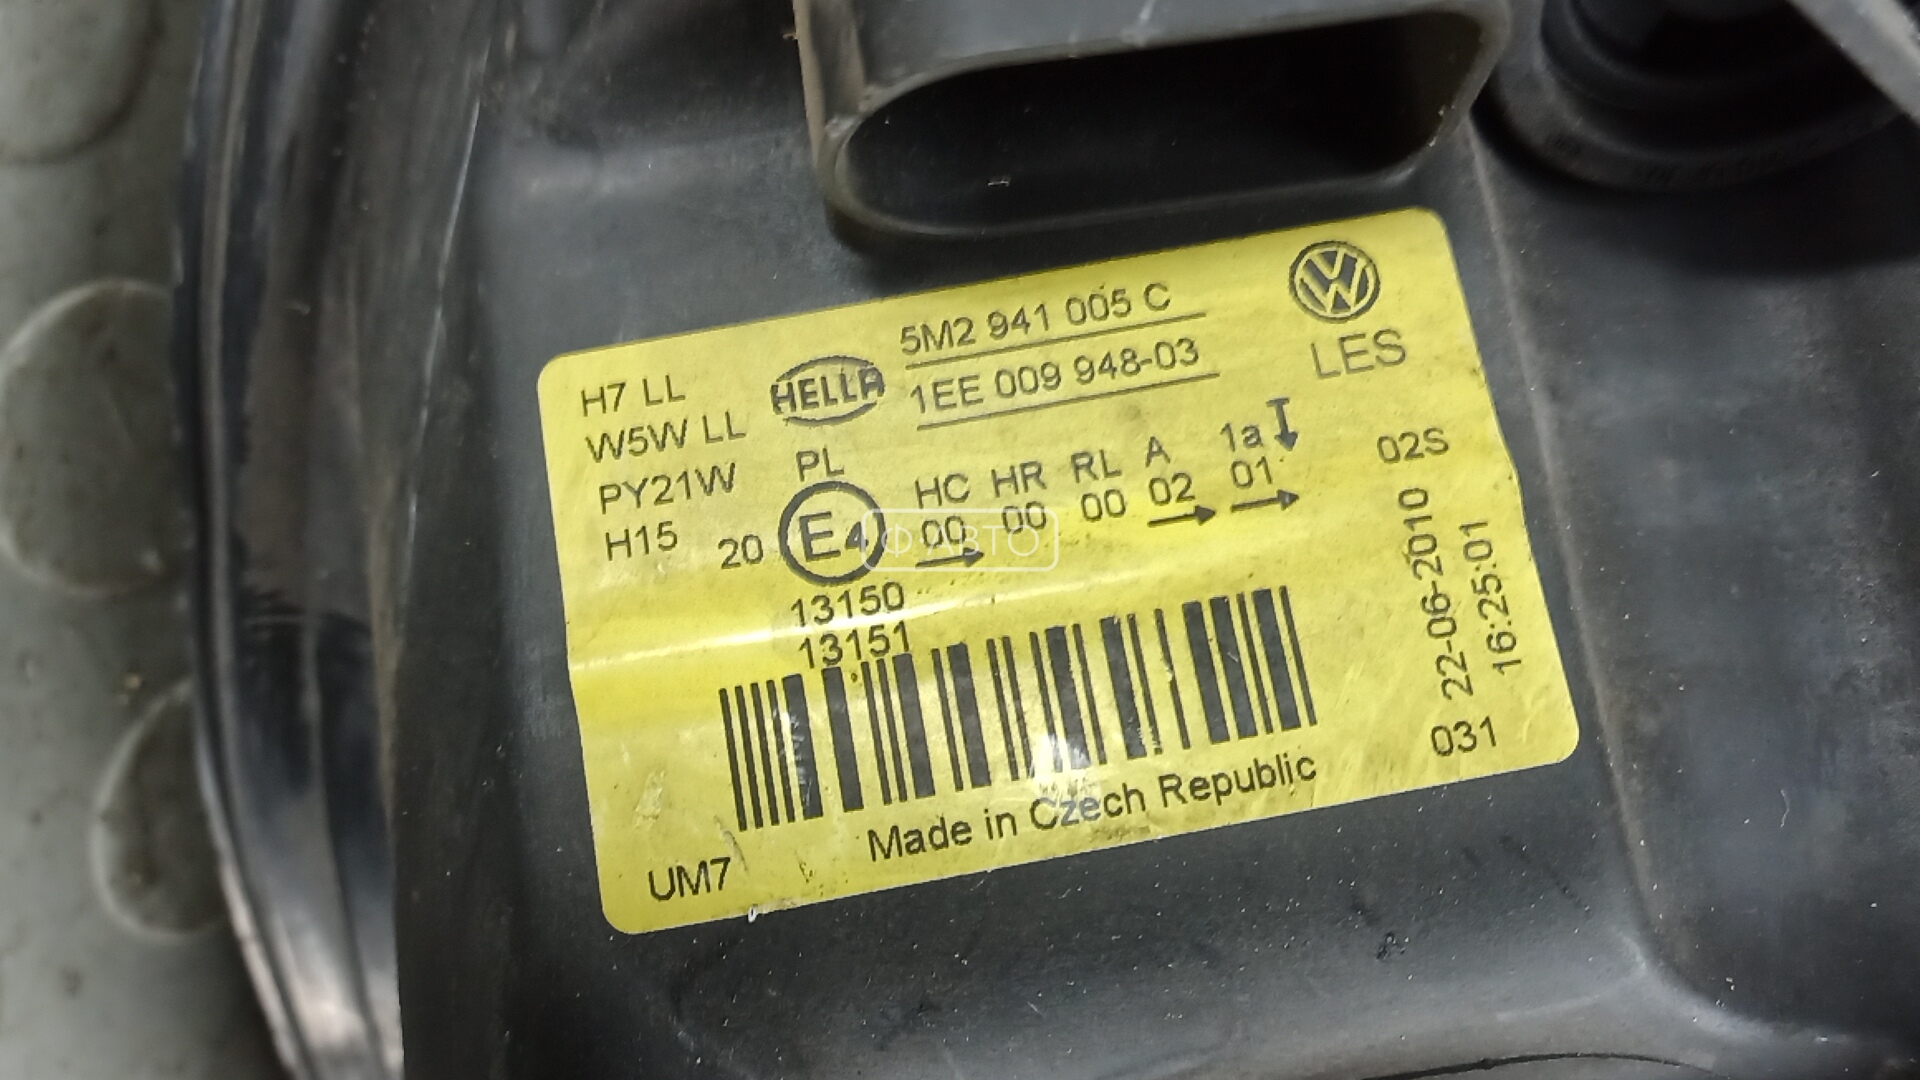 5M2 941 005 C
1EE 009 948-03
HELLA
LES
H7 LL
W5W LL
PY21W
H15
PL
20 E4
HC HR RL A 1a
00 00 00 02 01
02S
13150
13151
22-06-2010
16:25:01
031
Made in Czech Republic
UM7
Ф-АВТО